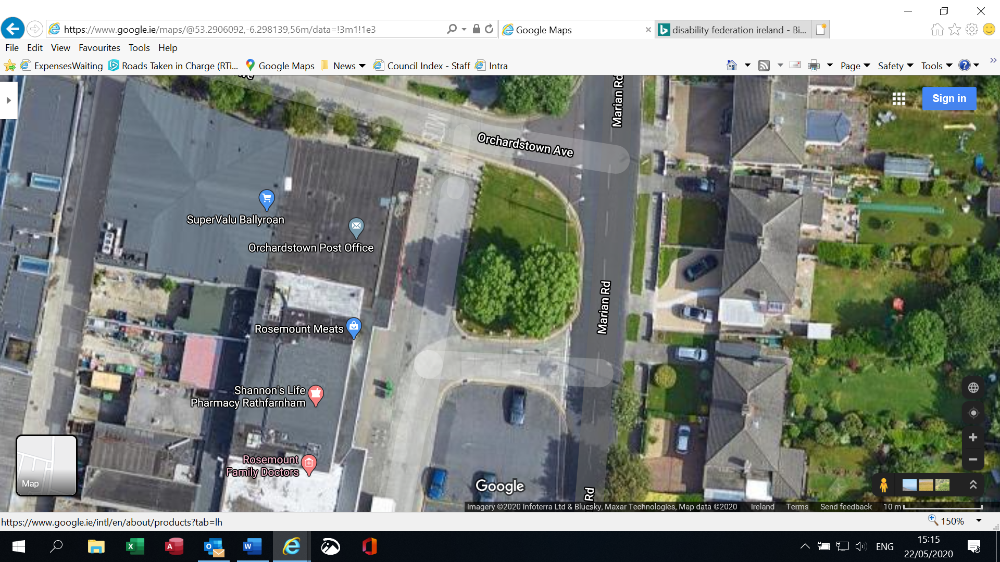 https://www.google.ie/maps/@53.2906092,-6.298139,56m/data=!3m1!1e3
Google Maps
disability federation ireland - Bi...
File Edit View Favourites Tools Help
ExpensesWaiting Roads Taken in Charge (RTi... Google Maps News Council Index - Staff Intra
Page Safety Tools
Marian Rd
Sign in
Orchardstown Ave
SuperValu Ballyroan
Orchardstown Post Office
Marian Rd
Rosemount Meats
Shannon's Life
Pharmacy Rathfarnham
Rosemount
Family Doctors
Map
Google
Rd
Imagery ©2020 Infoterra Ltd & Bluesky, Maxar Technologies, Map data ©2020 Ireland Terms Send feedback 10 m
https://www.google.ie/intl/en/about/products?tab=lh
150%
ENG
15:15
22/05/2020